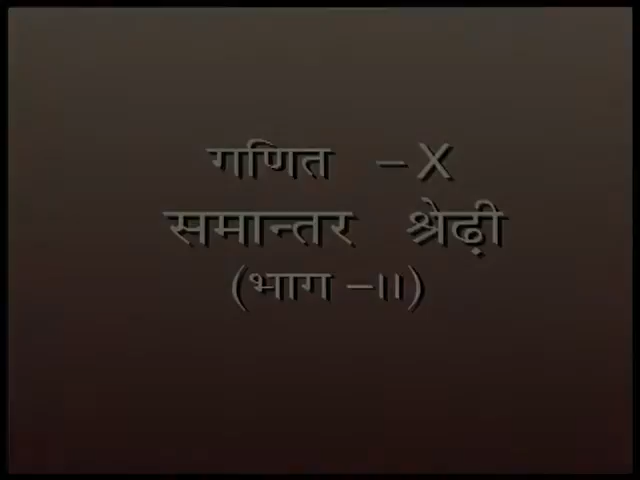 गणित – X
समान्तर श्रेढ़ी
(भाग –II)